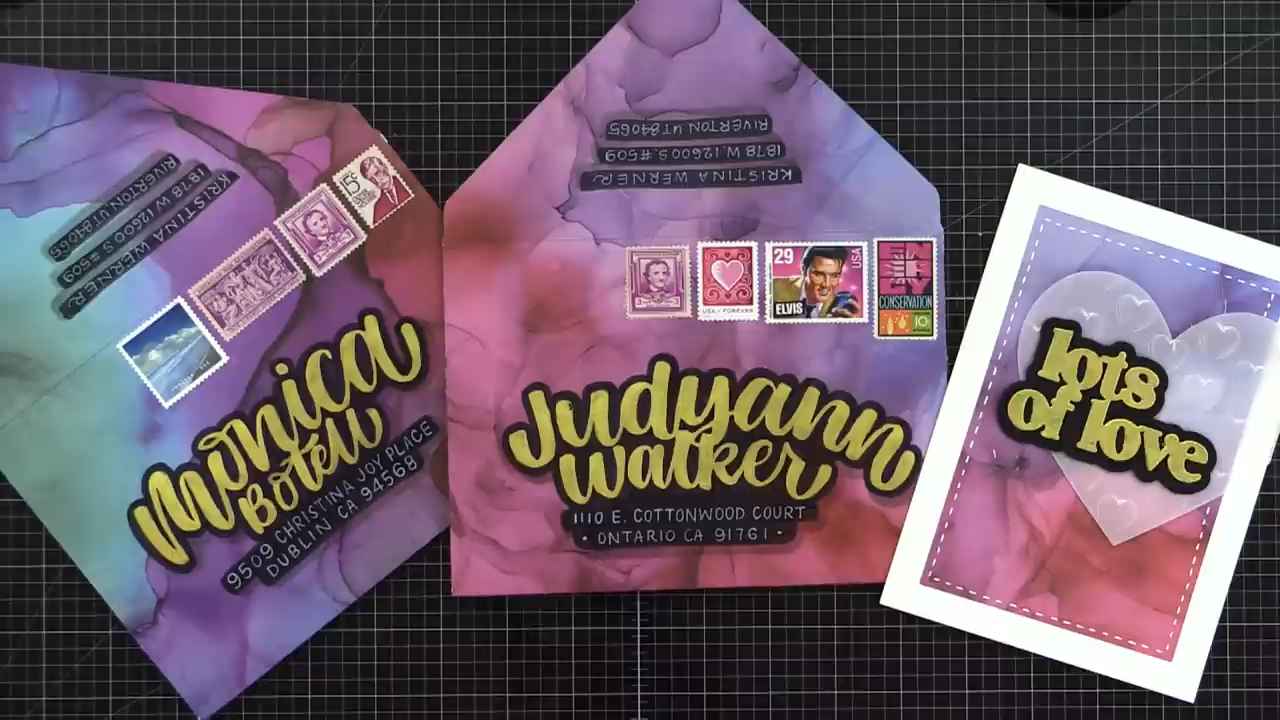 KRISTINA WERNER
1878 W. 12600 S. #509
RIVERTON UT 84065
15¢
monica
Boteu
9509 CHRISTINA JOY PLACE
DUBLIN CA 94568
KRISTINA WERNER
1878 W. 12600 S. #509
RIVERTON UT 84065
USA · FOREVER
29
USA
ELVIS
CONSERVATION
10
Judyann
walker
1110 E. COTTONWOOD COURT
• ONTARIO CA 91761 •
lots
of love